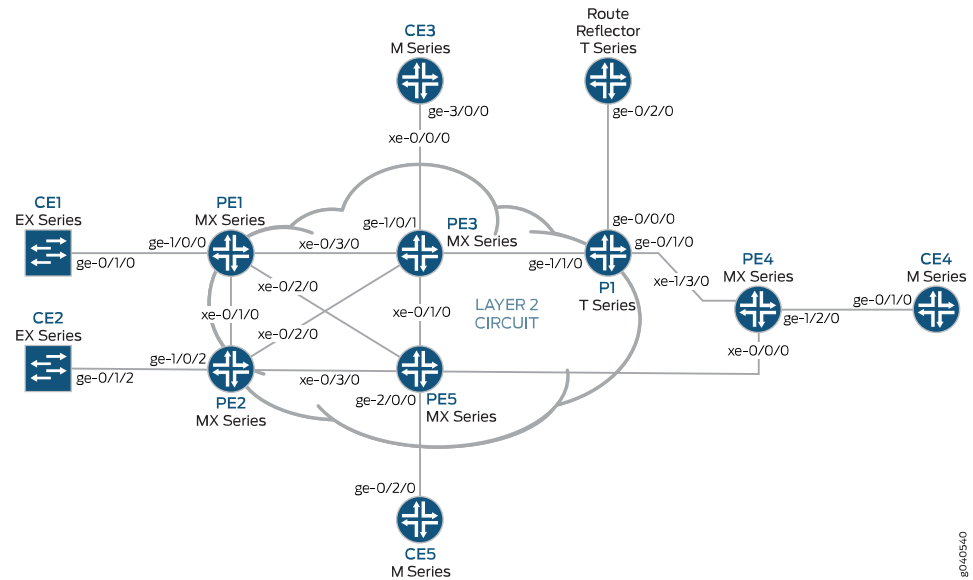 CE3
M Series
Route
Reflector
T Series
ge-3/0/0
xe-0/0/0
ge-0/2/0
CE1
EX Series
PE1
MX Series
ge-1/0/1
PE3
MX Series
ge-0/0/0
ge-0/1/0
ge-1/0/0
ge-0/1/0
xe-0/3/0
ge-1/1/0
P1
T Series
PE4
MX Series
CE4
M Series
xe-0/2/0
xe-1/3/0
CE2
EX Series
xe-0/1/0
xe-0/2/0
xe-0/1/0
LAYER 2
CIRCUIT
ge-0/1/0
ge-1/2/0
xe-0/0/0
ge-1/0/2
ge-0/1/2
xe-0/3/0
ge-2/0/0
PE2
MX Series
PE5
MX Series
ge-0/2/0
CE5
M Series
g040540